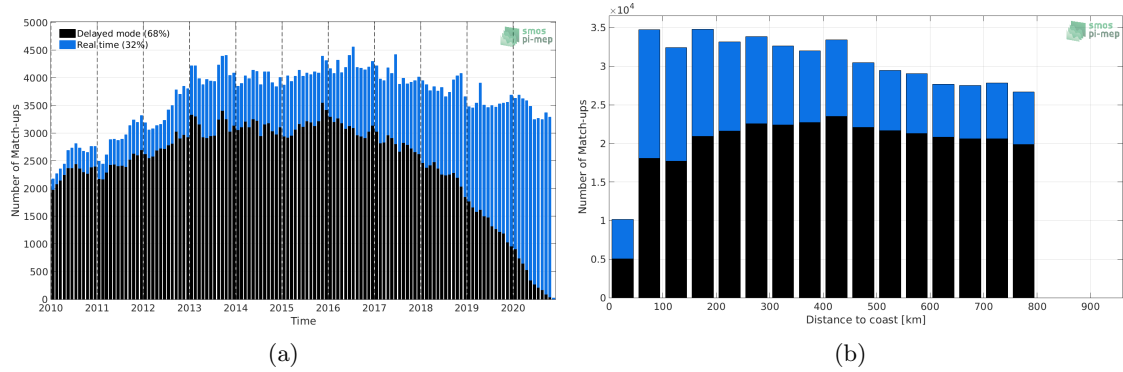 Delayed mode (68%)
Real time (32%)
smos
pi-mep
Number of Match-ups
5000
4500
4000
3500
3000
2500
2000
1500
1000
500
0
2010 2011 2012 2013 2014 2015 2016 2017 2018 2019 2020
Time
(a)
×10⁴
smos
pi-mep
Number of Match-ups
3.5
3
2.5
2
1.5
1
0.5
0
0 100 200 300 400 500 600 700 800 900
Distance to coast [km]
(b)